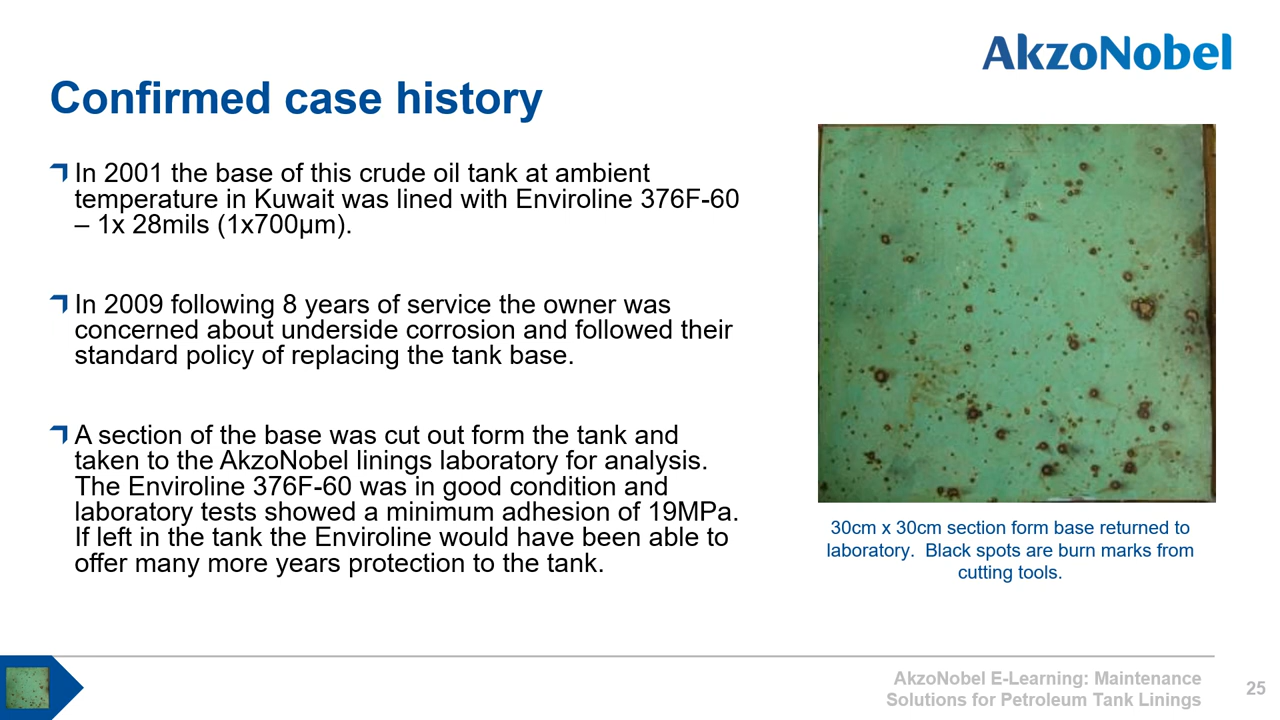 AkzoNobel
Confirmed case history
In 2001 the base of this crude oil tank at ambient
temperature in Kuwait was lined with Enviroline 376F-60
– 1x 28mils (1x700µm).
In 2009 following 8 years of service the owner was
concerned about underside corrosion and followed their
standard policy of replacing the tank base.
A section of the base was cut out form the tank and
taken to the AkzoNobel linings laboratory for analysis.
The Enviroline 376F-60 was in good condition and
laboratory tests showed a minimum adhesion of 19MPa.
If left in the tank the Enviroline would have been able to
offer many more years protection to the tank.
30cm x 30cm section form base returned to
laboratory.  Black spots are burn marks from
cutting tools.
AkzoNobel E-Learning: Maintenance
Solutions for Petroleum Tank Linings
25